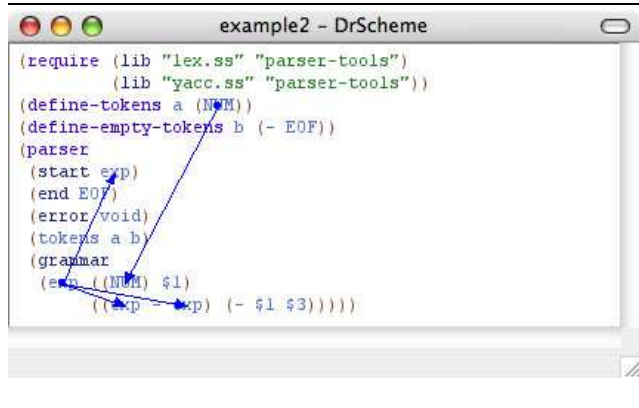 example2 - DrScheme
(require (lib "lex.ss" "parser-tools")
(lib "yacc.ss" "parser-tools"))
(define-tokens a (NUM))
(define-empty-tokens b (- EOF))
(parser
(start exp)
(end EOF)
(error void)
(tokens a b)
(grammar
(exp ((NUM) $1)
((exp - exp) (- $1 $3)))))